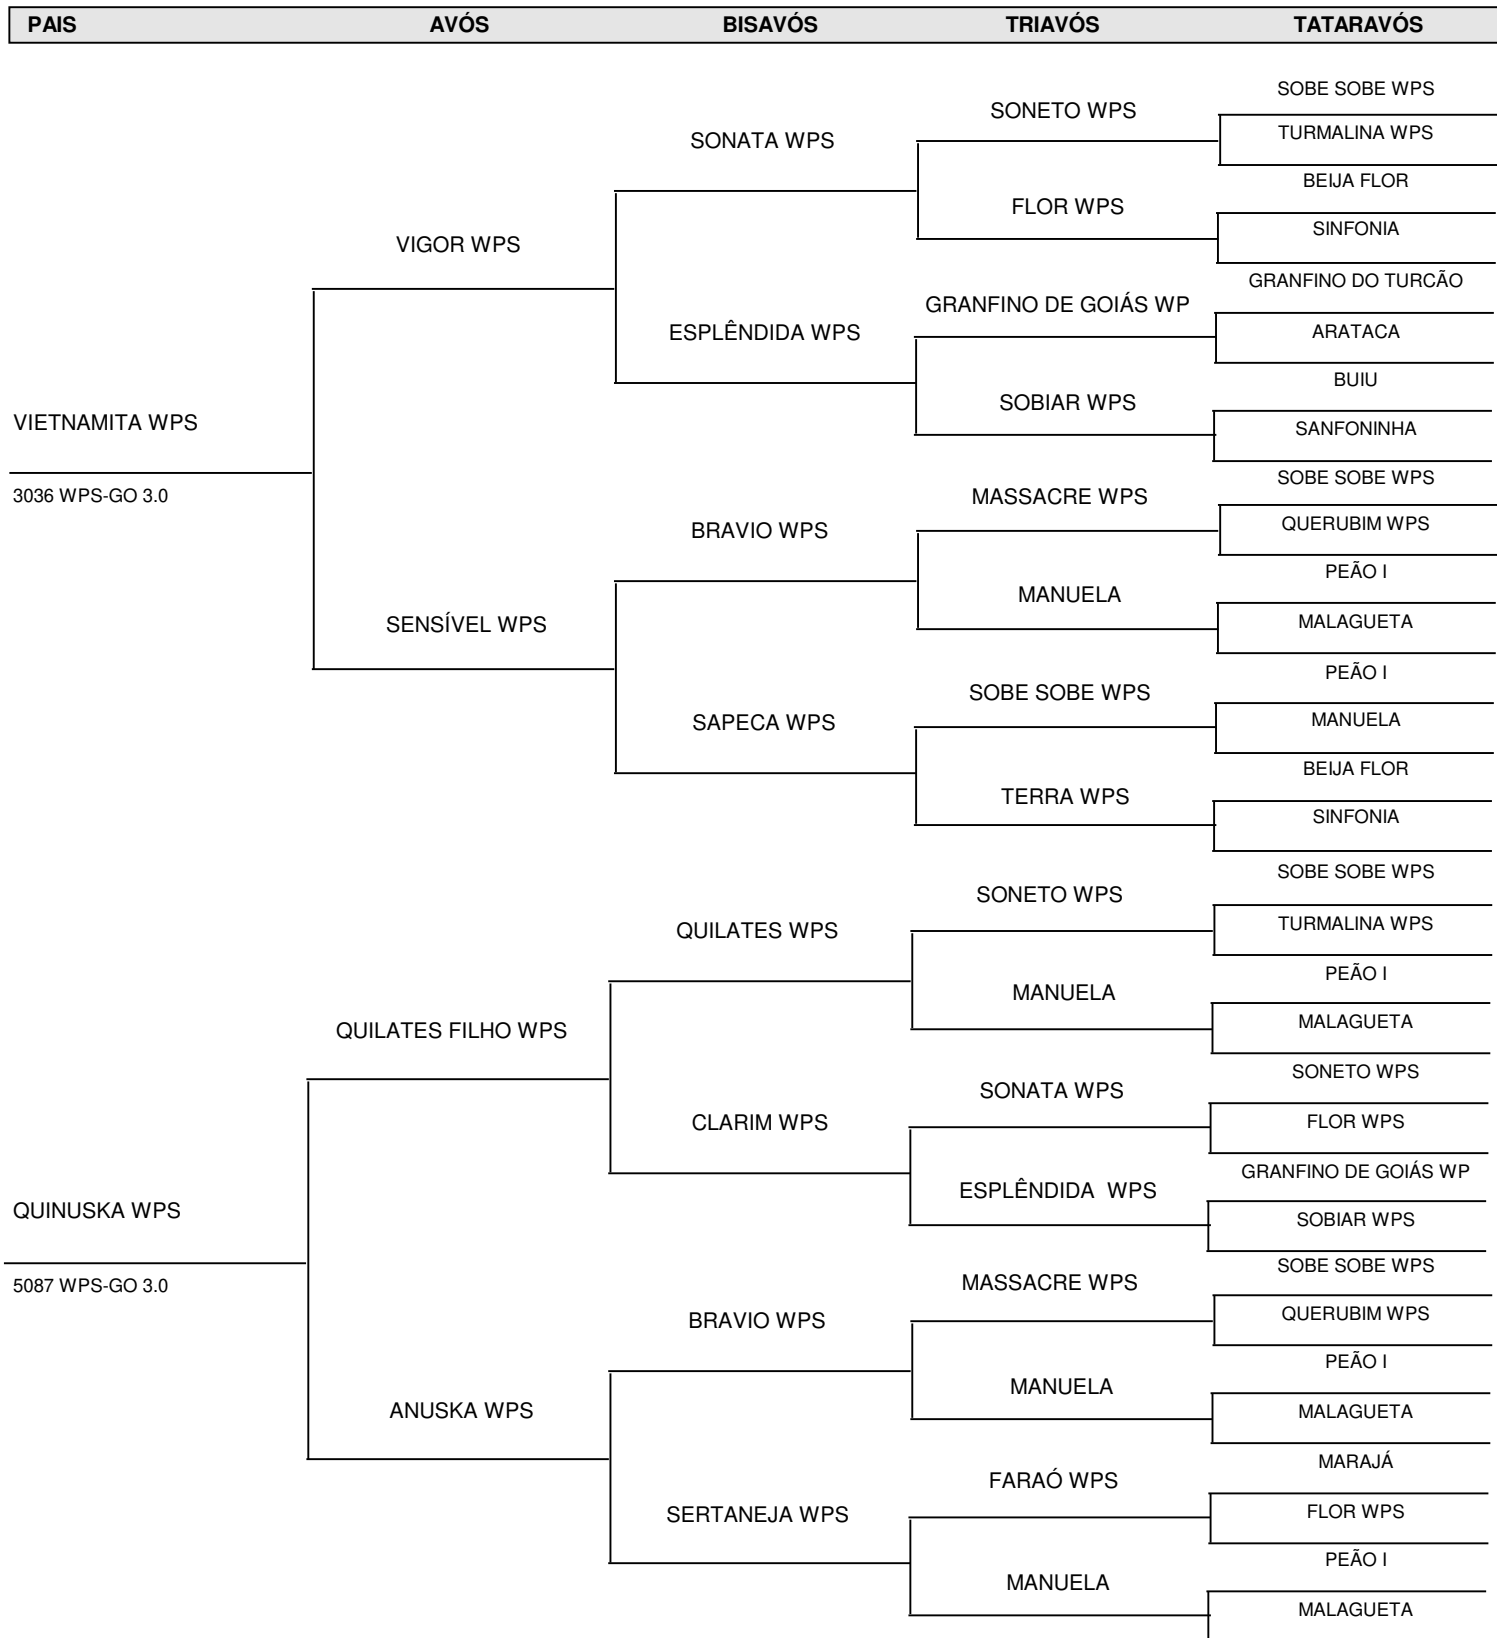 PAIS AVÓS BISAVÓS TRIAVÓS TATARAVÓS
SOBE SOBE WPS
SONETO WPS
TURMALINA WPS
SONATA WPS
BEIJA FLOR
FLOR WPS
SINFONIA
VIGOR WPS
GRANFINO DO TURCÃO
GRANFINO DE GOIÁS WP
ARATACA
ESPLÊNDIDA WPS
BUIU
SOBIAR WPS
SANFONINHA
VIETNAMITA WPS
3036 WPS-GO 3.0
SOBE SOBE WPS
MASSACRE WPS
QUERUBIM WPS
BRAVIO WPS
PEÃO I
MANUELA
MALAGUETA
SENSÍVEL WPS
PEÃO I
SOBE SOBE WPS
MANUELA
SAPECA WPS
BEIJA FLOR
TERRA WPS
SINFONIA
SOBE SOBE WPS
SONETO WPS
TURMALINA WPS
QUILATES WPS
PEÃO I
MANUELA
MALAGUETA
QUILATES FILHO WPS
SONETO WPS
SONATA WPS
FLOR WPS
CLARIM WPS
GRANFINO DE GOIÁS WP
ESPLÊNDIDA  WPS
SOBIAR WPS
QUINUSKA WPS
5087 WPS-GO 3.0
SOBE SOBE WPS
MASSACRE WPS
QUERUBIM WPS
BRAVIO WPS
PEÃO I
MANUELA
MALAGUETA
ANUSKA WPS
MARAJÁ
FARAÓ WPS
FLOR WPS
SERTANEJA WPS
PEÃO I
MANUELA
MALAGUETA